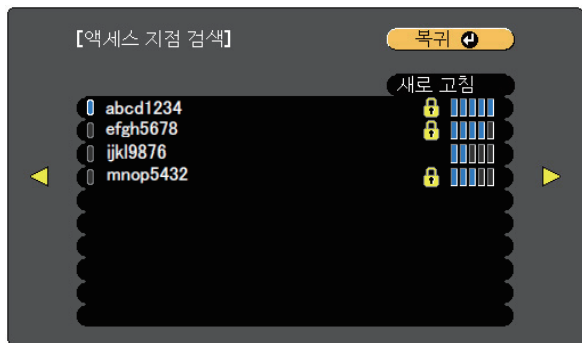 [액세스 지점 검색]
복귀
새로 고침
abcd1234
efgh5678
ijkl9876
mnop5432